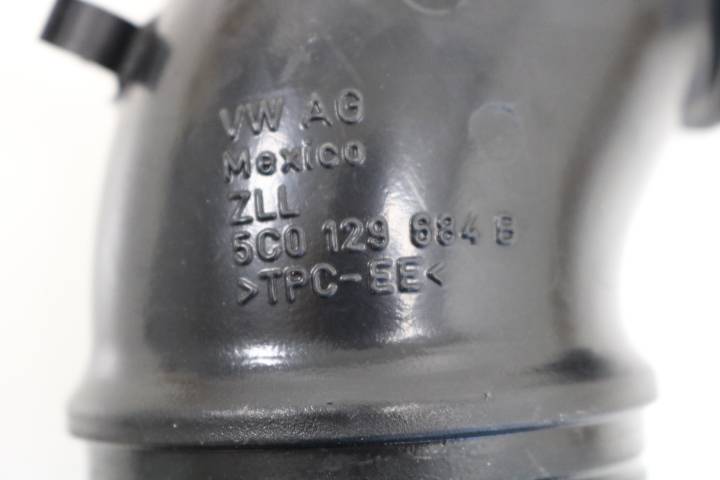 VW AG
Mexico
ZLL
5C0 129 684 B
>TPC-EE<